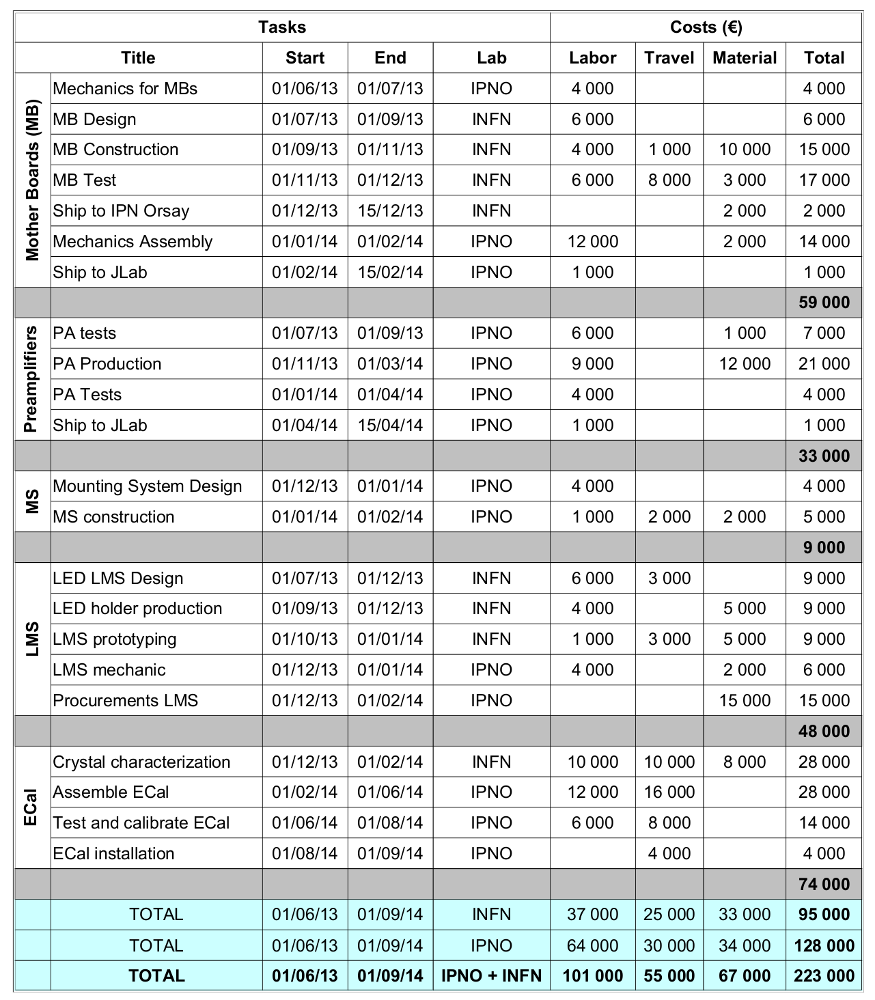 Tasks Costs (€)
Title Start End Lab Labor Travel Material Total
Mother Boards (MB)
Mechanics for MBs 01/06/13 01/07/13 IPNO 4 000 4 000
MB Design 01/07/13 01/09/13 INFN 6 000 6 000
MB Construction 01/09/13 01/11/13 INFN 4 000 1 000 10 000 15 000
MB Test 01/11/13 01/12/13 INFN 6 000 8 000 3 000 17 000
Ship to IPN Orsay 01/12/13 15/12/13 INFN 2 000 2 000
Mechanics Assembly 01/01/14 01/02/14 IPNO 12 000 2 000 14 000
Ship to JLab 01/02/14 15/02/14 IPNO 1 000 1 000
59 000
Preamplifiers
PA tests 01/07/13 01/09/13 IPNO 6 000 1 000 7 000
PA Production 01/11/13 01/03/14 IPNO 9 000 12 000 21 000
PA Tests 01/01/14 01/04/14 IPNO 4 000 4 000
Ship to JLab 01/04/14 15/04/14 IPNO 1 000 1 000
33 000
MS
Mounting System Design 01/12/13 01/01/14 IPNO 4 000 4 000
MS construction 01/01/14 01/02/14 IPNO 1 000 2 000 2 000 5 000
9 000
LMS
LED LMS Design 01/07/13 01/12/13 INFN 6 000 3 000 9 000
LED holder production 01/09/13 01/12/13 INFN 4 000 5 000 9 000
LMS prototyping 01/10/13 01/01/14 INFN 1 000 3 000 5 000 9 000
LMS mechanic 01/12/13 01/01/14 IPNO 4 000 2 000 6 000
Procurements LMS 01/12/13 01/02/14 IPNO 15 000 15 000
48 000
ECal
Crystal characterization 01/12/13 01/02/14 INFN 10 000 10 000 8 000 28 000
Assemble ECal 01/02/14 01/06/14 IPNO 12 000 16 000 28 000
Test and calibrate ECal 01/06/14 01/08/14 IPNO 6 000 8 000 14 000
ECal installation 01/08/14 01/09/14 IPNO 4 000 4 000
74 000
TOTAL 01/06/13 01/09/14 INFN 37 000 25 000 33 000 95 000
TOTAL 01/06/13 01/09/14 IPNO 64 000 30 000 34 000 128 000
TOTAL 01/06/13 01/09/14 IPNO + INFN 101 000 55 000 67 000 223 000